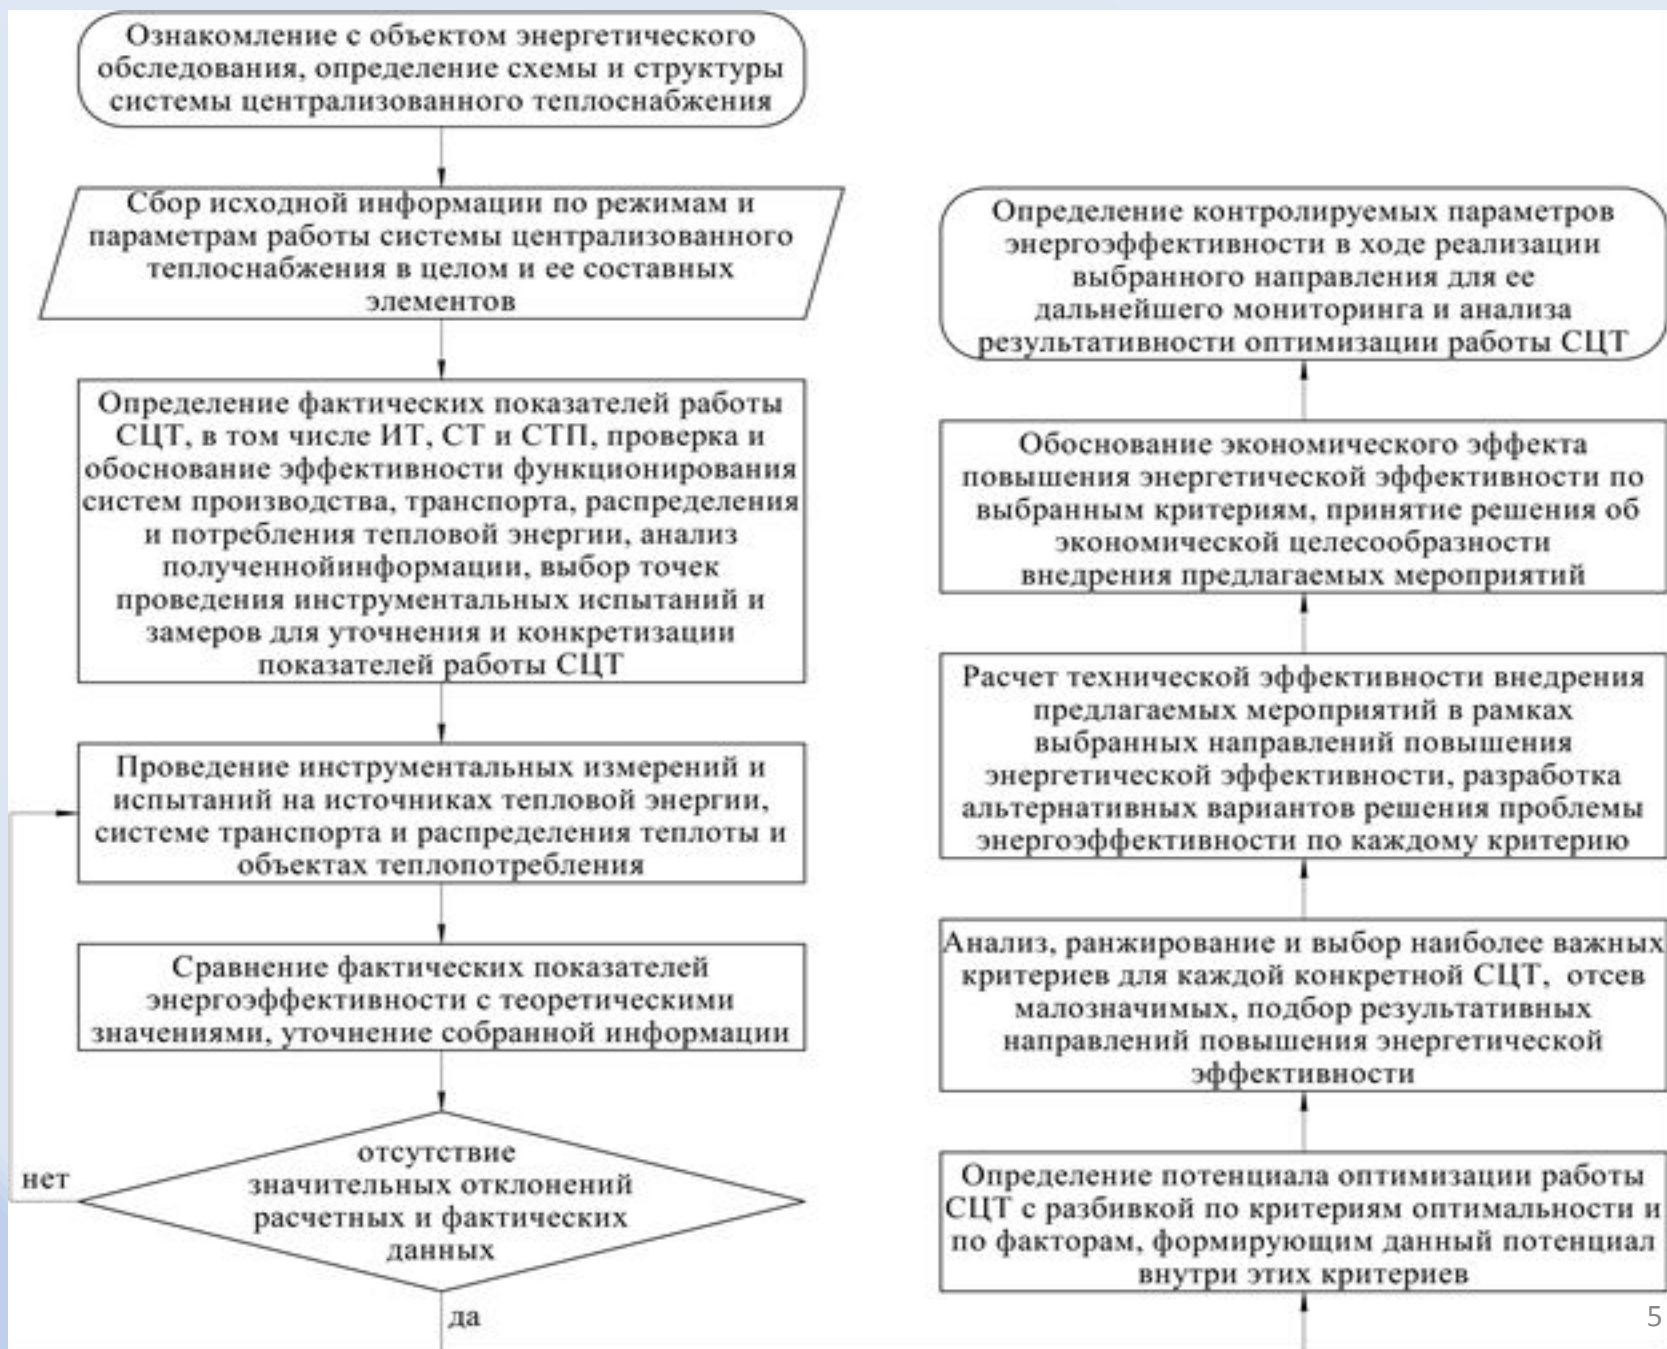 Ознакомление с объектом энергетического
обследования, определение схемы и структуры
системы централизованного теплоснабжения
Сбор исходной информации по режимам и
параметрам работы системы централизованного
теплоснабжения в целом и ее составных
элементов
Определение фактических показателей работы
СЦТ, в том числе ИТ, СТ и СТП, проверка и
обоснование эффективности функционирования
систем производства, транспорта, распределения
и потребления тепловой энергии, анализ
полученнойинформации, выбор точек
проведения инструментальных испытаний и
замеров для уточнения и конкретизации
показателей работы СЦТ
Проведение инструментальных измерений и
испытаний на источниках тепловой энергии,
системе транспорта и распределения теплоты и
объектах теплопотребления
Сравнение фактических показателей
энергоэффективности с теоретическими
значениями, уточнение собранной информации
отсутствие
значительных отклонений
расчетных и фактических
данных
нет
да
Определение потенциала оптимизации работы
СЦТ с разбивкой по критериям оптимальности и
по факторам, формирующим данный потенциал
внутри этих критериев
Анализ, ранжирование и выбор наиболее важных
критериев для каждой конкретной СЦТ, отсев
малозначимых, подбор результативных
направлений повышения энергетической
эффективности
Расчет технической эффективности внедрения
предлагаемых мероприятий в рамках
выбранных направлений повышения
энергетической эффективности, разработка
альтернативных вариантов решения проблемы
энергоэффективности по каждому критерию
Обоснование экономического эффекта
повышения энергетической эффективности по
выбранным критериям, принятие решения об
экономической целесообразности
внедрения предлагаемых мероприятий
Определение контролируемых параметров
энергоэффективности в ходе реализации
выбранного направления для ее
дальнейшего мониторинга и анализа
результативности оптимизации работы СЦТ
5